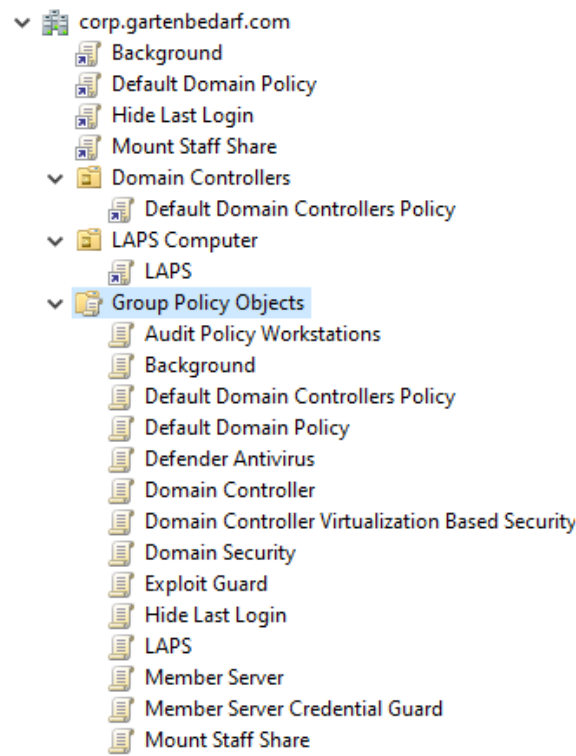 corp.gartenbedarf.com
Background
Default Domain Policy
Hide Last Login
Mount Staff Share
Domain Controllers
Default Domain Controllers Policy
LAPS Computer
LAPS
Group Policy Objects
Audit Policy Workstations
Background
Default Domain Controllers Policy
Default Domain Policy
Defender Antivirus
Domain Controller
Domain Controller Virtualization Based Security
Domain Security
Exploit Guard
Hide Last Login
LAPS
Member Server
Member Server Credential Guard
Mount Staff Share